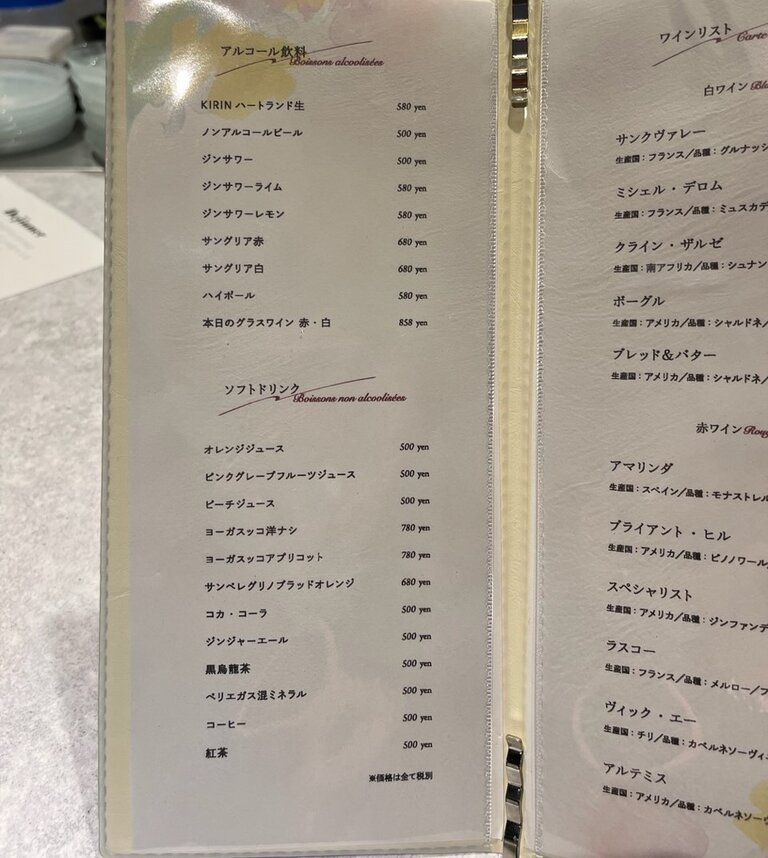 アルコール飲料
Boissons alcoolisées
KIRIN ハートランド生 580 yen
ノンアルコールビール 500 yen
ジンサワー 500 yen
ジンサワーライム 580 yen
ジンサワーレモン 580 yen
サングリア赤 680 yen
サングリア白 680 yen
ハイボール 580 yen
本日のグラスワイン 赤・白 858 yen
ソフトドリンク
Boissons non alcoolisées
オレンジジュース 500 yen
ピンクグレープフルーツジュース 500 yen
ピーチジュース 500 yen
ヨーガスッコ洋ナシ 780 yen
ヨーガスッコアプリコット 780 yen
サンペレグリノブラッドオレンジ 680 yen
コカ・コーラ 500 yen
ジンジャーエール 500 yen
黒烏龍茶 500 yen
ペリエガス混ミネラル 500 yen
コーヒー 500 yen
紅茶 500 yen
※価格は全て税別
ワインリスト
Carte
白ワイン
サンクヴァレー
生産国：フランス／品種：グルナッシ
ミシェル・デロム
生産国：フランス／品種：ミュスカデ
クライン・ザルゼ
生産国：南アフリカ／品種：シュナン
ボーグル
生産国：アメリカ／品種：シャルドネ／
ブレッド&バター
生産国：アメリカ／品種：シャルドネ／
赤ワイン Roug
アマリンダ
生産国：スペイン／品種：モナストレル
ブライアント・ヒル
生産国：アメリカ／品種：ピノノワール
スペシャリスト
生産国：アメリカ／品種：ジンファンデ
ラスコー
生産国：フランス／品種：メルロー／フ
ヴィック・エー
生産国：チリ／品種：カベルネソーヴィ
アルテミス
生産国：アメリカ／品種：カベルネソーヴ